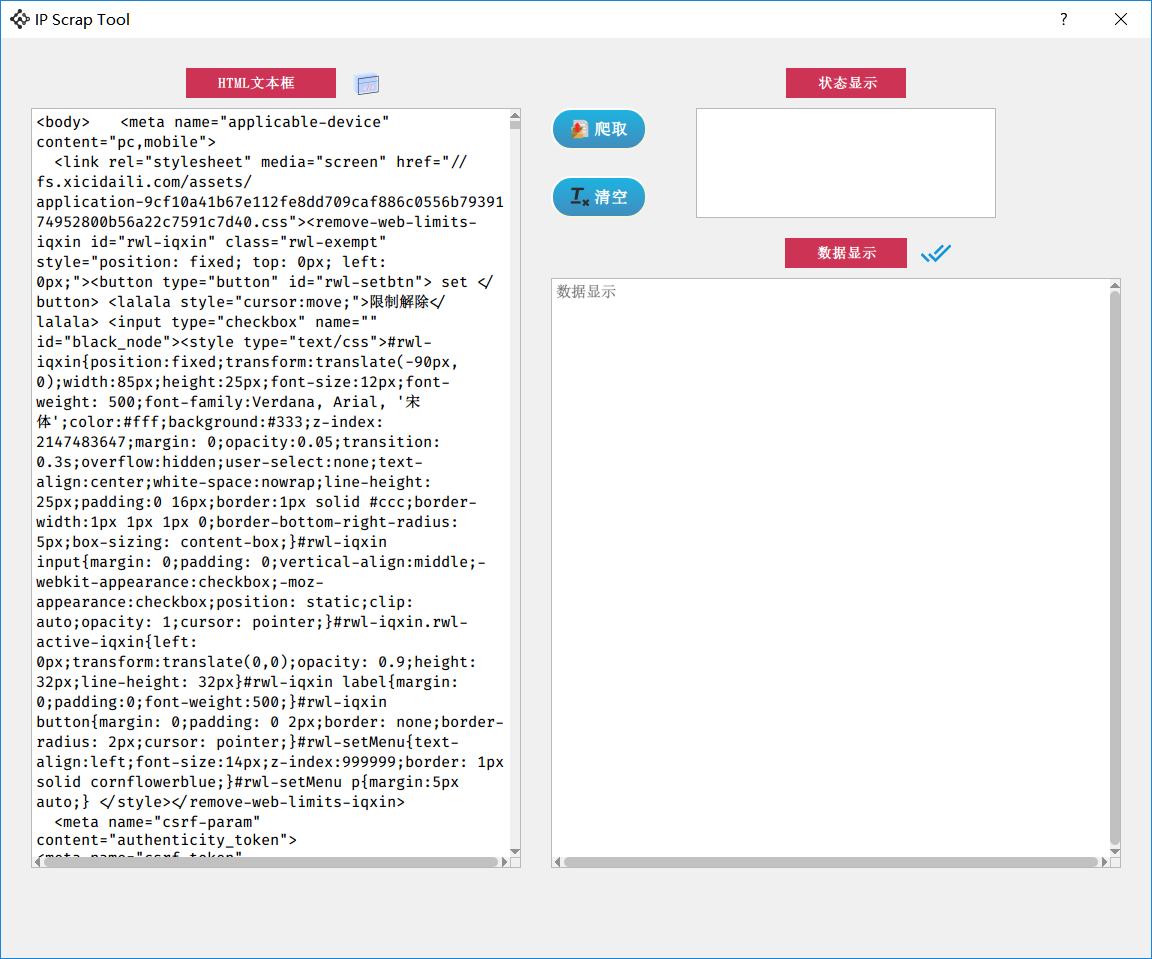 IP Scrap Tool
?
HTML文本框
<body>   <meta name="applicable-device"
content="pc,mobile">
  <link rel="stylesheet" media="screen" href="//
fs.xicidaili.com/assets/
application-9cf10a41b67e112fe8dd709caf886c0556b79391
74952800b56a22c7591c7d40.css"><remove-web-limits-
iqxin id="rwl-iqxin" class="rwl-exempt"
style="position: fixed; top: 0px; left:
0px;"><button type="button" id="rwl-setbtn"> set </
button> <lalala style="cursor:move;">限制解除</
lalala> <input type="checkbox" name=""
id="black_node"><style type="text/css">#rwl-
iqxin{position:fixed;transform:translate(-90px,
0);width:85px;height:25px;font-size:12px;font-
weight: 500;font-family:Verdana, Arial, '宋
体';color:#fff;background:#333;z-index:
2147483647;margin: 0;opacity:0.05;transition:
0.3s;overflow:hidden;user-select:none;text-
align:center;white-space:nowrap;line-height:
25px;padding:0 16px;border:1px solid #ccc;border-
width:1px 1px 1px 0;border-bottom-right-radius:
5px;box-sizing: content-box;}#rwl-iqxin
input{margin: 0;padding: 0;vertical-align:middle;-
webkit-appearance:checkbox;-moz-
appearance:checkbox;position: static;clip:
auto;opacity: 1;cursor: pointer;}#rwl-iqxin.rwl-
active-iqxin{left:
0px;transform:translate(0,0);opacity: 0.9;height:
32px;line-height: 32px}#rwl-iqxin label{margin:
0;padding:0;font-weight:500;}#rwl-iqxin
button{margin: 0;padding: 0 2px;border: none;border-
radius: 2px;cursor: pointer;}#rwl-setMenu{text-
align:left;font-size:14px;z-index:999999;border: 1px
solid cornflowerblue;}#rwl-setMenu p{margin:5px
auto;} </style></remove-web-limits-iqxin>
  <meta name="csrf-param"
content="authenticity_token">
<meta name="csrf-token"
爬取
清空
状态显示
数据显示
数据显示